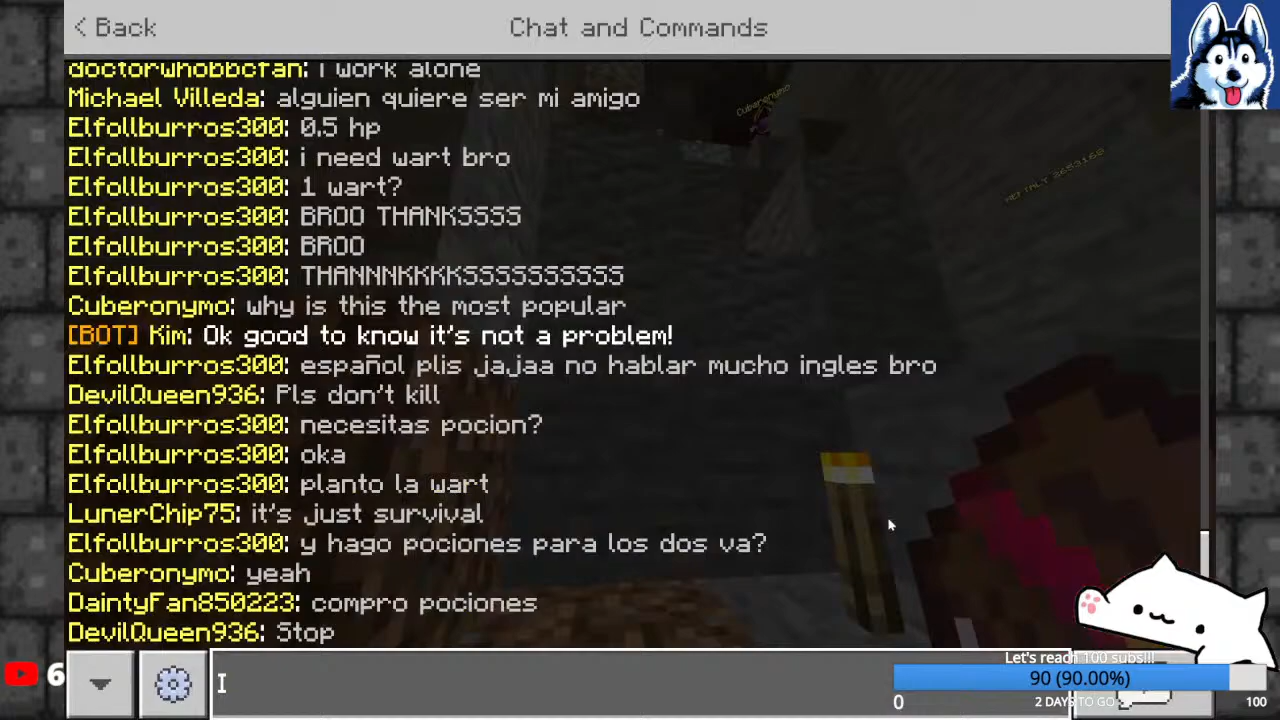 < Back
Chat and Commands
doctorwhobbcfan: i work alone
Michael Villeda: alguien quiere ser mi amigo
Cuberonymo
Elfollburros300: 0.5 hp
Elfollburros300: i need wart bro
Elfollburros300: 1 wart?
Elfollburros300: BROO THANKSSSS
Elfollburros300: BROO
Elfollburros300: THANNNKKKKSSSSSSSSSS
Cuberonymo: why is this the most popular
[BOT] Kim: Ok good to know it's not a problem!
Elfollburros300: español plis jajaa no hablar mucho ingles bro
DevilQueen936: Pls don't kill
Elfollburros300: necesitas pocion?
Elfollburros300: oka
Elfollburros300: planto la wart
LunerChip75: it's just survival
Elfollburros300: y hago pociones para los dos va?
Cuberonymo: yeah
DaintyFan850223: compro pociones
DevilQueen936: Stop
6
Let's reach 100 subs!!!
90 (90.00%)
0
2 DAYS TO GO
100